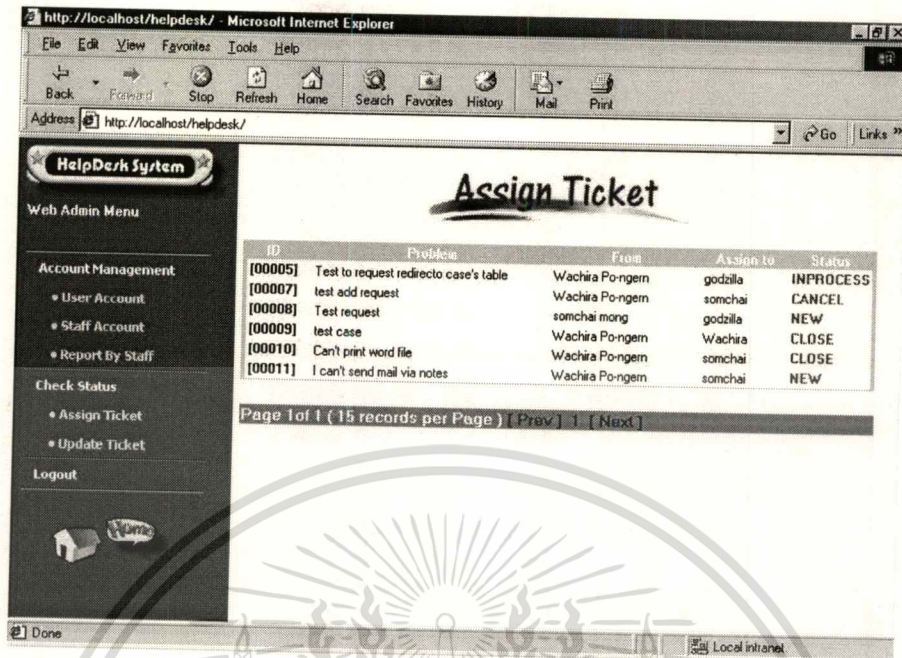 http://localhost/helpdesk/ - Microsoft Internet Explorer
File Edit View Favorites Tools Help
Back Forward Stop Refresh Home Search Favorites History Mail Print
Address http://localhost/helpdesk/ Go Links »
HelpDesk System
Web Admin Menu
Account Management
User Account
Staff Account
Report By Staff
Check Status
Assign Ticket
Update Ticket
Logout
Home
Assign Ticket
ID Problem From Assign to Status
[00005] Test to request redirecto case's table Wachira Po-ngern godzilla INPROCESS
[00007] test add request Wachira Po-ngern somchai CANCEL
[00008] Test request somchai mong godzilla NEW
[00009] test case Wachira Po-ngern Wachira CLOSE
[00010] Can't print word file Wachira Po-ngern somchai CLOSE
[00011] I can't send mail via notes Wachira Po-ngern somchai NEW
Page 1of 1 ( 15 records per Page ) [ Prev ] 1 [ Next ]
Done Local intranet